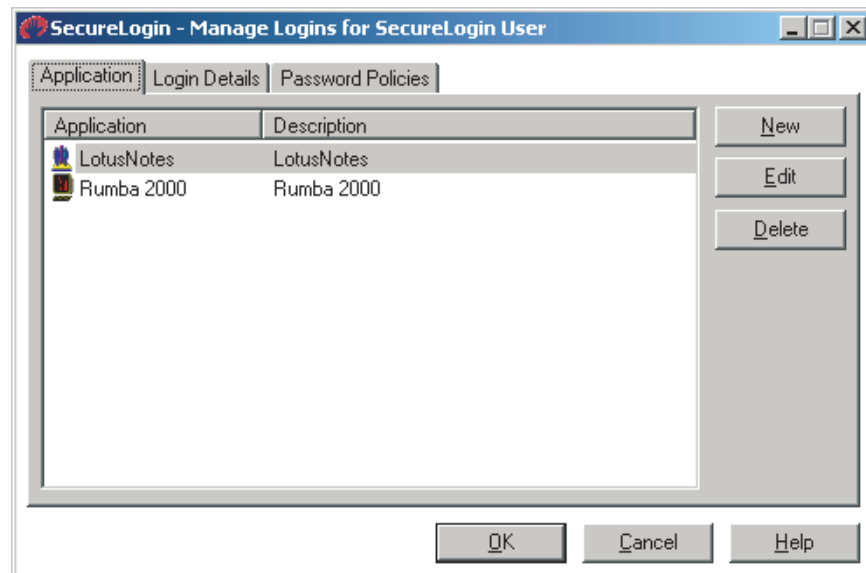 SecureLogin - Manage Logins for SecureLogin User
Application Login Details Password Policies
Application Description New
LotusNotes LotusNotes
Rumba 2000 Rumba 2000 Edit
Delete
OK Cancel Help